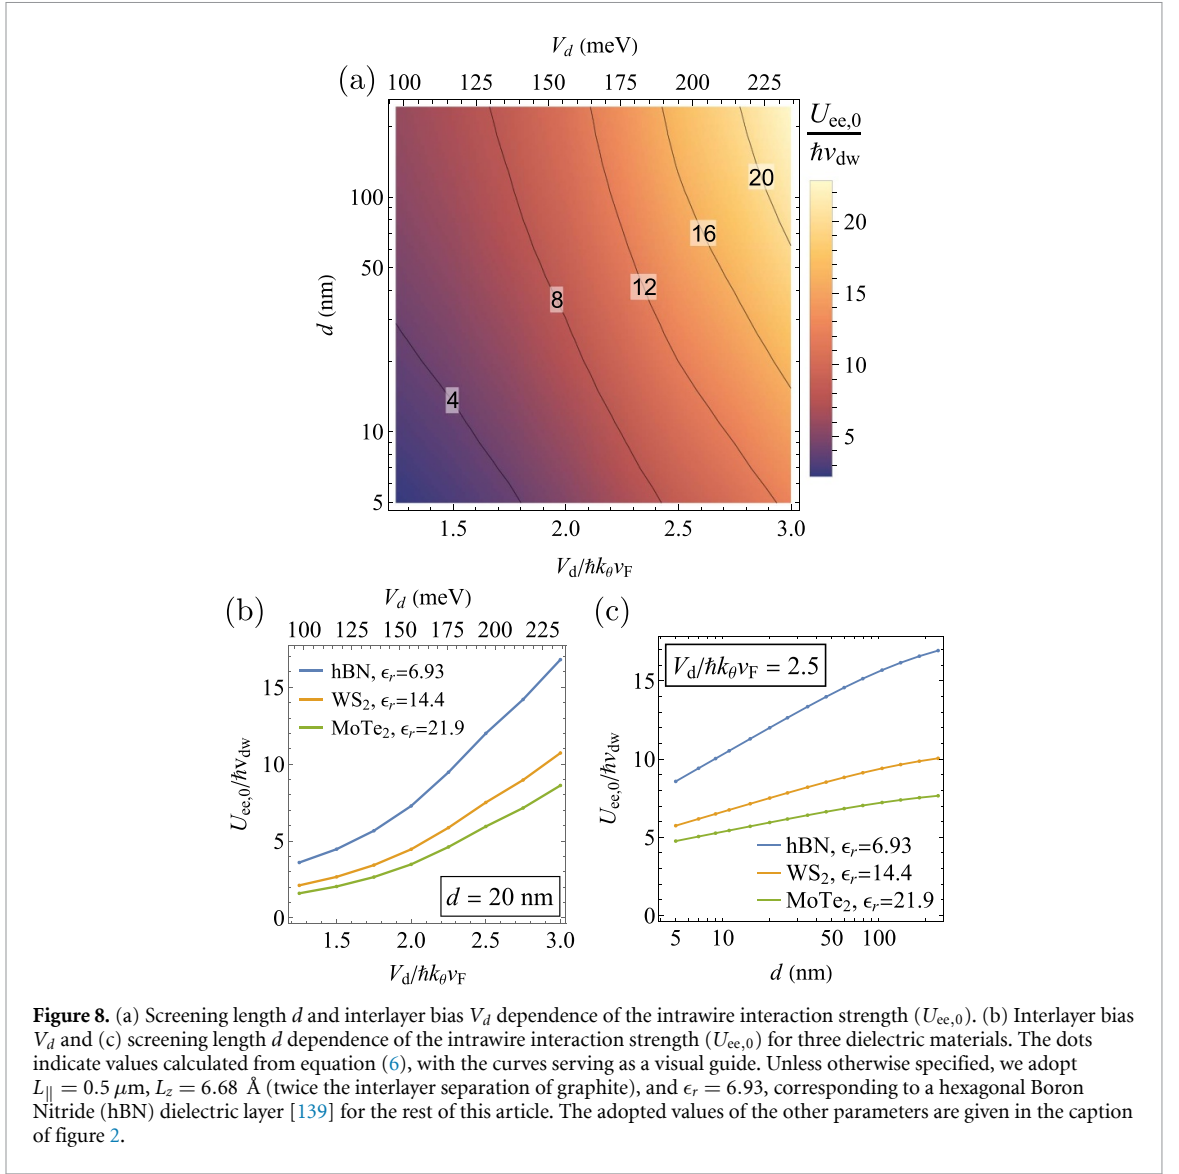 V_d (meV)
(a) 100 125 150 175 200 225
U_ee,0
ħv_dw
20
100
16
20
50
12
8
15
d (nm)
10
4
10
5
5
1.5 2.0 2.5 3.0
V_d/ħk_θv_F
(b) V_d (meV)
100 125 150 175 200 225
hBN, ϵ_r=6.93
WS₂, ϵ_r=14.4
MoTe₂, ϵ_r=21.9
15
10
5
0
U_ee,0/ħv_dw
d = 20 nm
1.5 2.0 2.5 3.0
V_d/ħk_θv_F
(c)
V_d/ħk_θv_F = 2.5
15
10
5
0
U_ee,0/ħv_dw
hBN, ϵ_r=6.93
WS₂, ϵ_r=14.4
MoTe₂, ϵ_r=21.9
5 10 50 100
d (nm)
Figure 8. (a) Screening length d and interlayer bias V_d dependence of the intrawire interaction strength (U_ee,0). (b) Interlayer bias
V_d and (c) screening length d dependence of the intrawire interaction strength (U_ee,0) for three dielectric materials. The dots
indicate values calculated from equation (6), with the curves serving as a visual guide. Unless otherwise specified, we adopt
L_∥ = 0.5 μm, L_z = 6.68 Å (twice the interlayer separation of graphite), and ϵ_r = 6.93, corresponding to a hexagonal Boron
Nitride (hBN) dielectric layer [139] for the rest of this article. The adopted values of the other parameters are given in the caption
of figure 2.